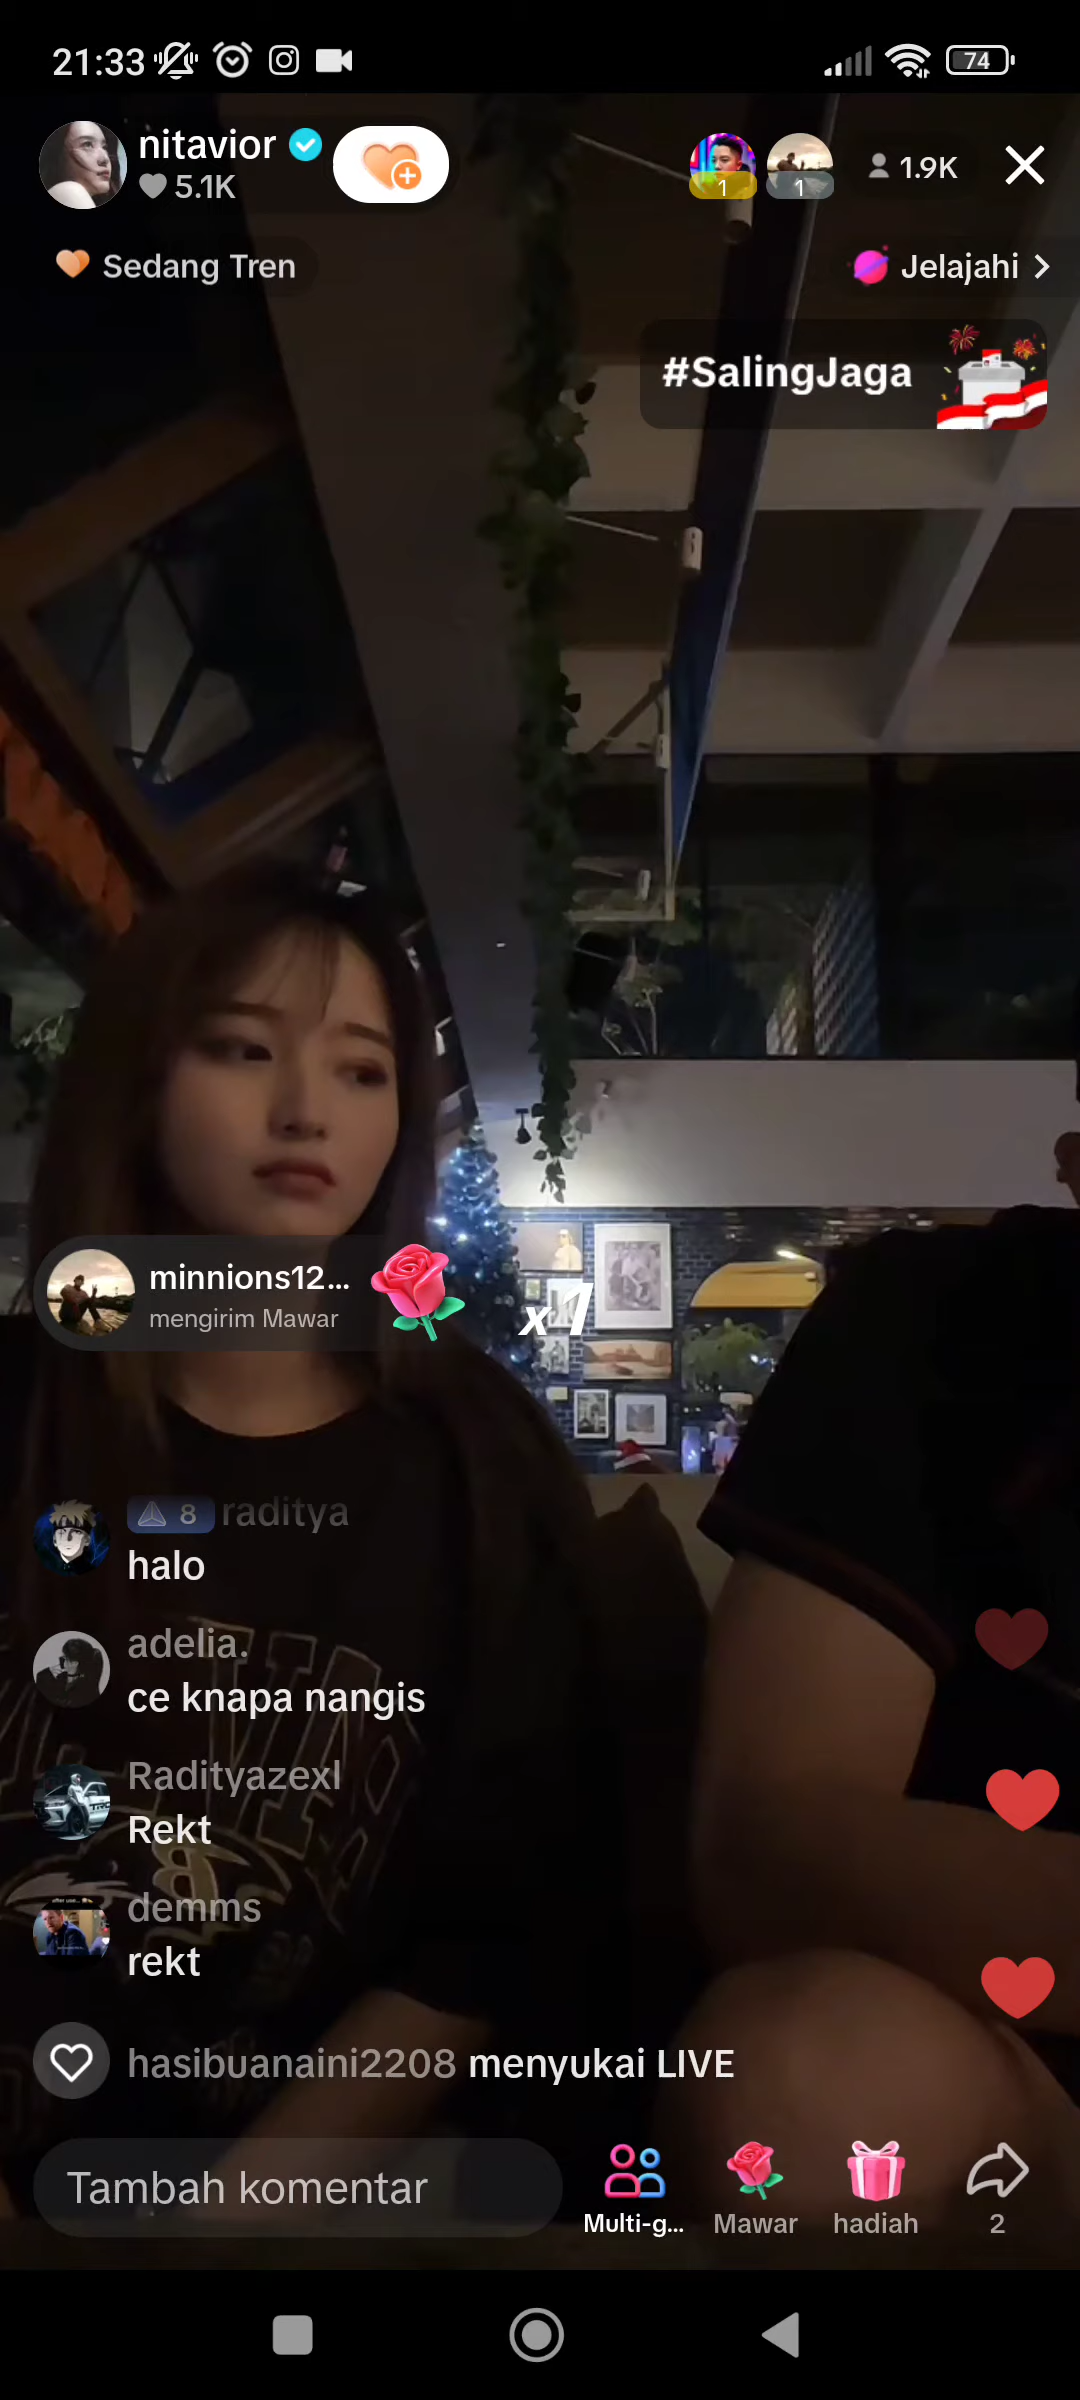 21:33
74
nitavior
5.1K
1
1
1.9K
Sedang Tren
Jelajahi
#SalingJaga
minnions12...
mengirim Mawar
x1
8 raditya
halo
adelia.
ce knapa nangis
Radityazexl
Rekt
demms
rekt
hasibuanaini2208 menyukai LIVE
Tambah komentar
Multi-g...
Mawar
hadiah
2